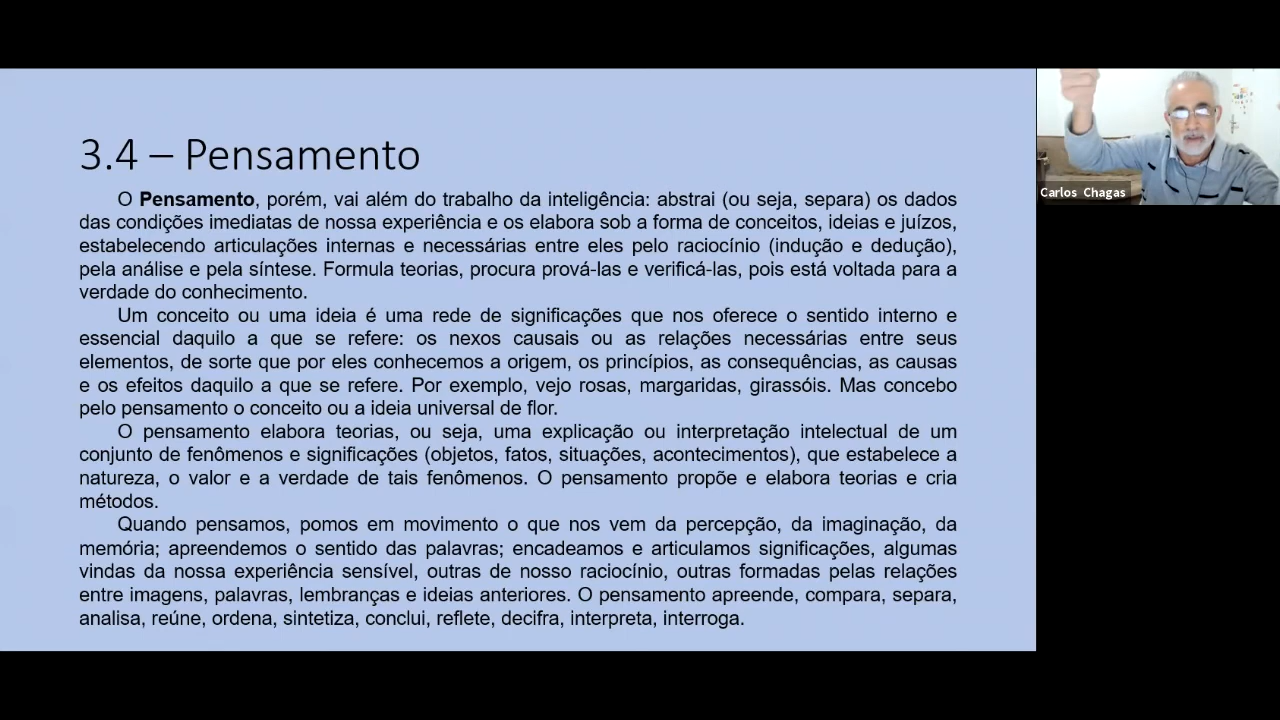 3.4 – Pensamento
O Pensamento, porém, vai além do trabalho da inteligência: abstrai (ou seja, separa) os dados
das condições imediatas de nossa experiência e os elabora sob a forma de conceitos, ideias e juízos,
estabelecendo articulações internas e necessárias entre eles pelo raciocínio (indução e dedução),
pela análise e pela síntese. Formula teorias, procura prová-las e verificá-las, pois está voltada para a
verdade do conhecimento.
Um conceito ou uma ideia é uma rede de significações que nos oferece o sentido interno e
essencial daquilo a que se refere: os nexos causais ou as relações necessárias entre seus
elementos, de sorte que por eles conhecemos a origem, os princípios, as consequências, as causas
e os efeitos daquilo a que se refere. Por exemplo, vejo rosas, margaridas, girassóis. Mas concebo
pelo pensamento o conceito ou a ideia universal de flor.
O pensamento elabora teorias, ou seja, uma explicação ou interpretação intelectual de um
conjunto de fenômenos e significações (objetos, fatos, situações, acontecimentos), que estabelece a
natureza, o valor e a verdade de tais fenômenos. O pensamento propõe e elabora teorias e cria
métodos.
Quando pensamos, pomos em movimento o que nos vem da percepção, da imaginação, da
memória; apreendemos o sentido das palavras; encadeamos e articulamos significações, algumas
vindas da nossa experiência sensível, outras de nosso raciocínio, outras formadas pelas relações
entre imagens, palavras, lembranças e ideias anteriores. O pensamento apreende, compara, separa,
analisa, reúne, ordena, sintetiza, conclui, reflete, decifra, interpreta, interroga.
Carlos Chagas